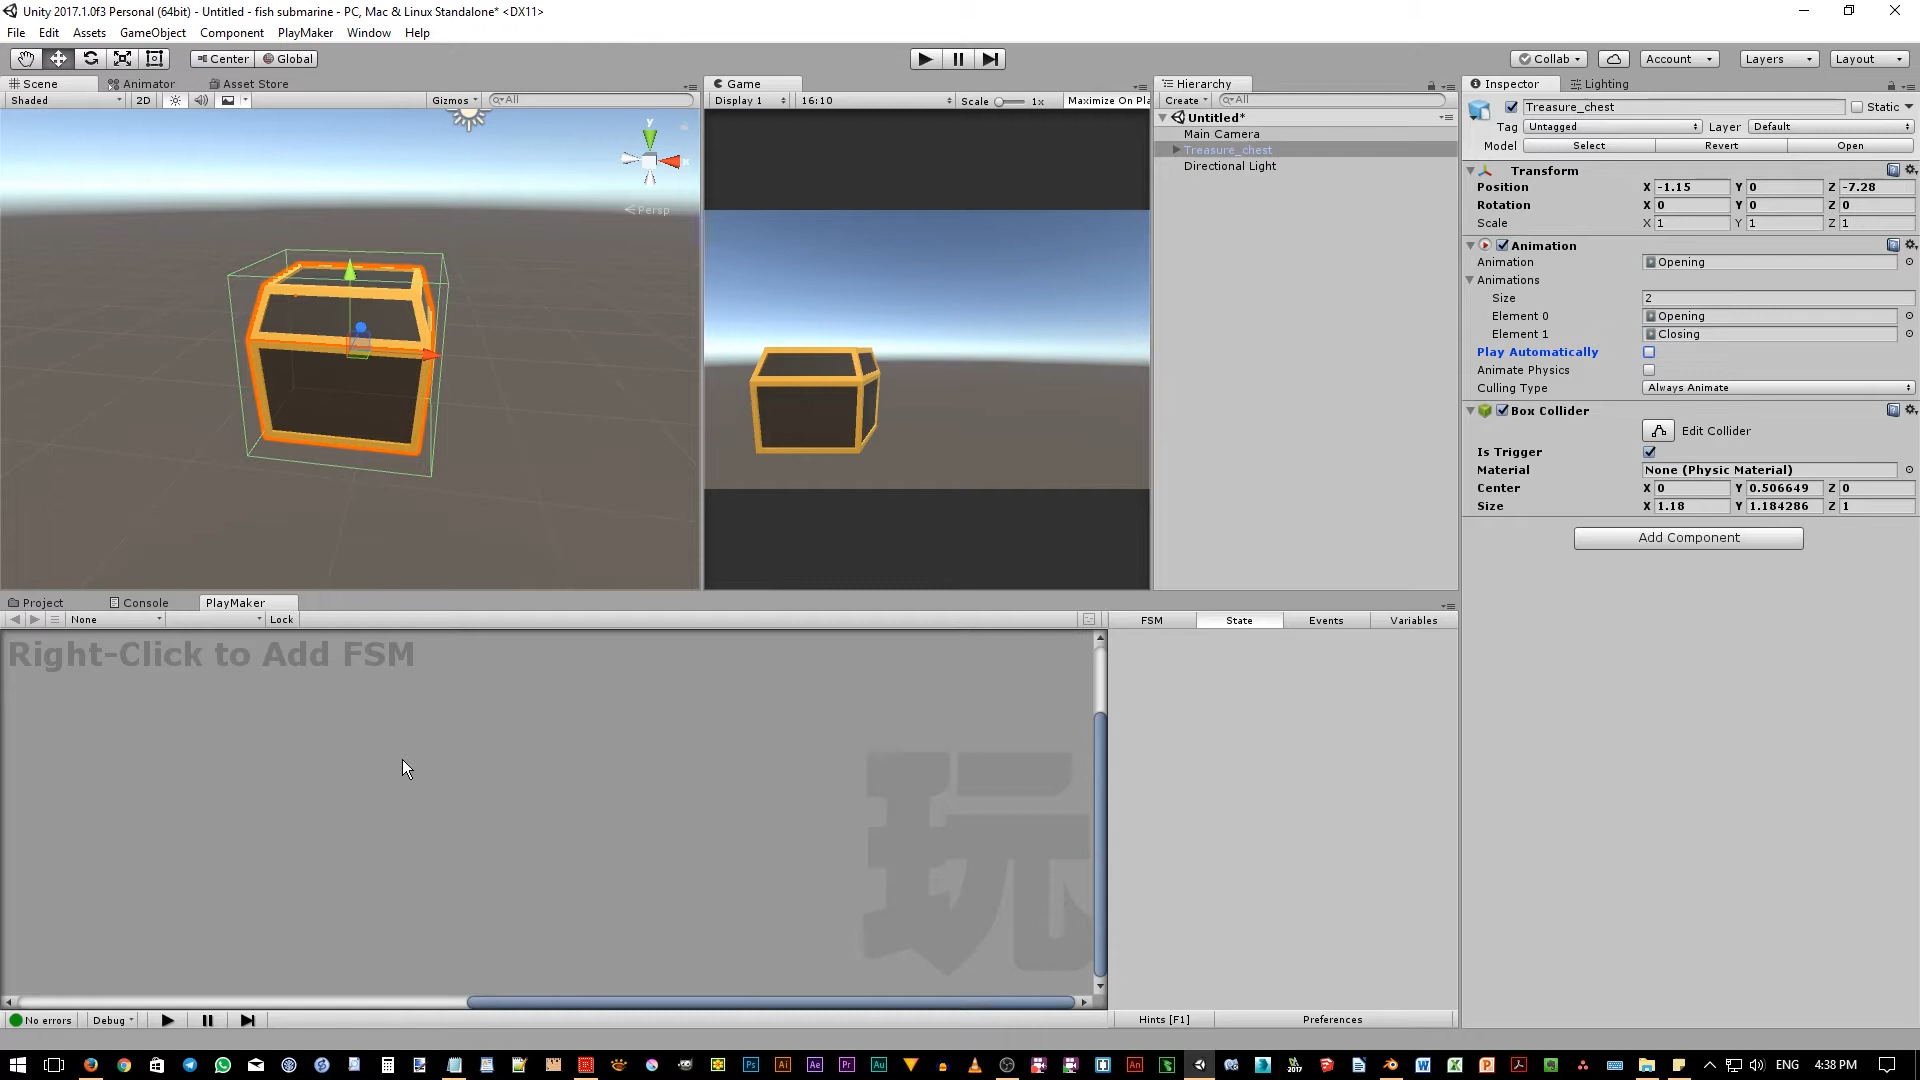 Unity 2017.1.0f3 Personal (64bit) - Untitled - fish submarine - PC, Mac & Linux Standalone* <DX11>
File Edit Assets GameObject Component PlayMaker Window Help
Center Global Collab Account Layers Layout
Scene Animator Asset Store Game Hierarchy Inspector Lighting
Shaded 2D Gizmos All Display 1 16:10 Scale 1x Maximize On Pla Create All
Treasure_chest Static
Untitled*
Tag Untagged Layer Default
Main Camera
Model Select Revert Open
Treasure_chest
Directional Light
y
x
Persp
Transform
Position X -1.15 Y 0 Z -7.28
Rotation X 0 Y 0 Z 0
Scale X 1 Y 1 Z 1
Animation
Animation Opening
Animations
Size 2
Element 0 Opening
Element 1 Closing
Play Automatically
Animate Physics
Culling Type Always Animate
Box Collider
Edit Collider
Is Trigger
Material None (Physic Material)
Center X 0 Y 0.506649 Z 0
Size X 1.18 Y 1.184286 Z 1
Add Component
Project Console PlayMaker
None Lock FSM State Events Variables
Right-Click to Add FSM
玩
No errors Debug Hints [F1] Preferences
ENG 4:38 PM